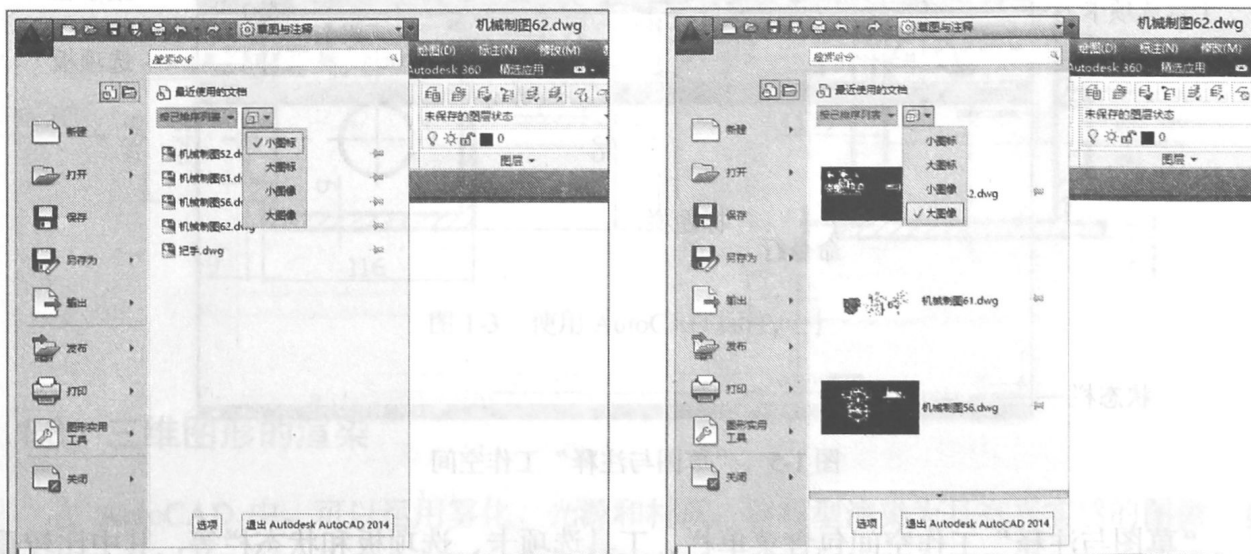 草图与注释
机械制图62.dwg
搜索命令
绘图(D) 标注(N) 修改(M)
Autodesk 360 精选应用
最近使用的文档
按已排序列表
未保存的图层状态
0
图层
小图标
大图标
小图像
大图像
机械制图52.d
机械制图61.d
机械制图56.d
机械制图62.dwg
把手.dwg
新建
打开
保存
另存为
输出
发布
打印
图形实用
工具
关闭
选项
退出 Autodesk AutoCAD 2014
草图与注释
机械制图62.dwg
搜索命令
绘图(D) 标注(N) 修改(M)
Autodesk 360 精选应用
最近使用的文档
按已排序列表
未保存的图层状态
0
图层
小图标
大图标
小图像
大图像
2.dwg
机械制图61.dwg
机械制图56.dwg
新建
打开
保存
另存为
输出
发布
打印
图形实用
工具
关闭
选项
退出 Autodesk AutoCAD 2014